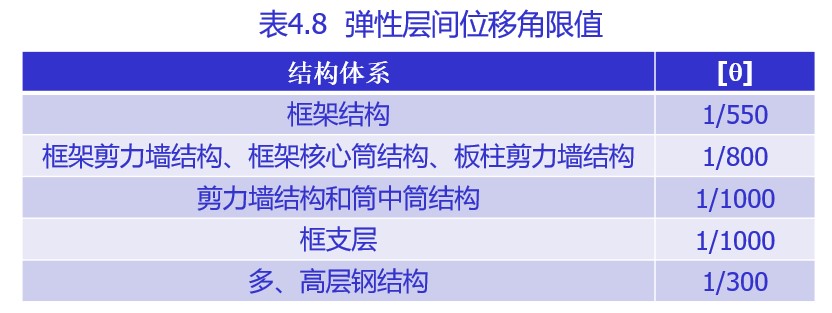 表4.8 弹性层间位移角限值
结构体系 [θ]
框架结构 1/550
框架剪力墙结构、框架核心筒结构、板柱剪力墙结构 1/800
剪力墙结构和筒中筒结构 1/1000
框支层 1/1000
多、高层钢结构 1/300